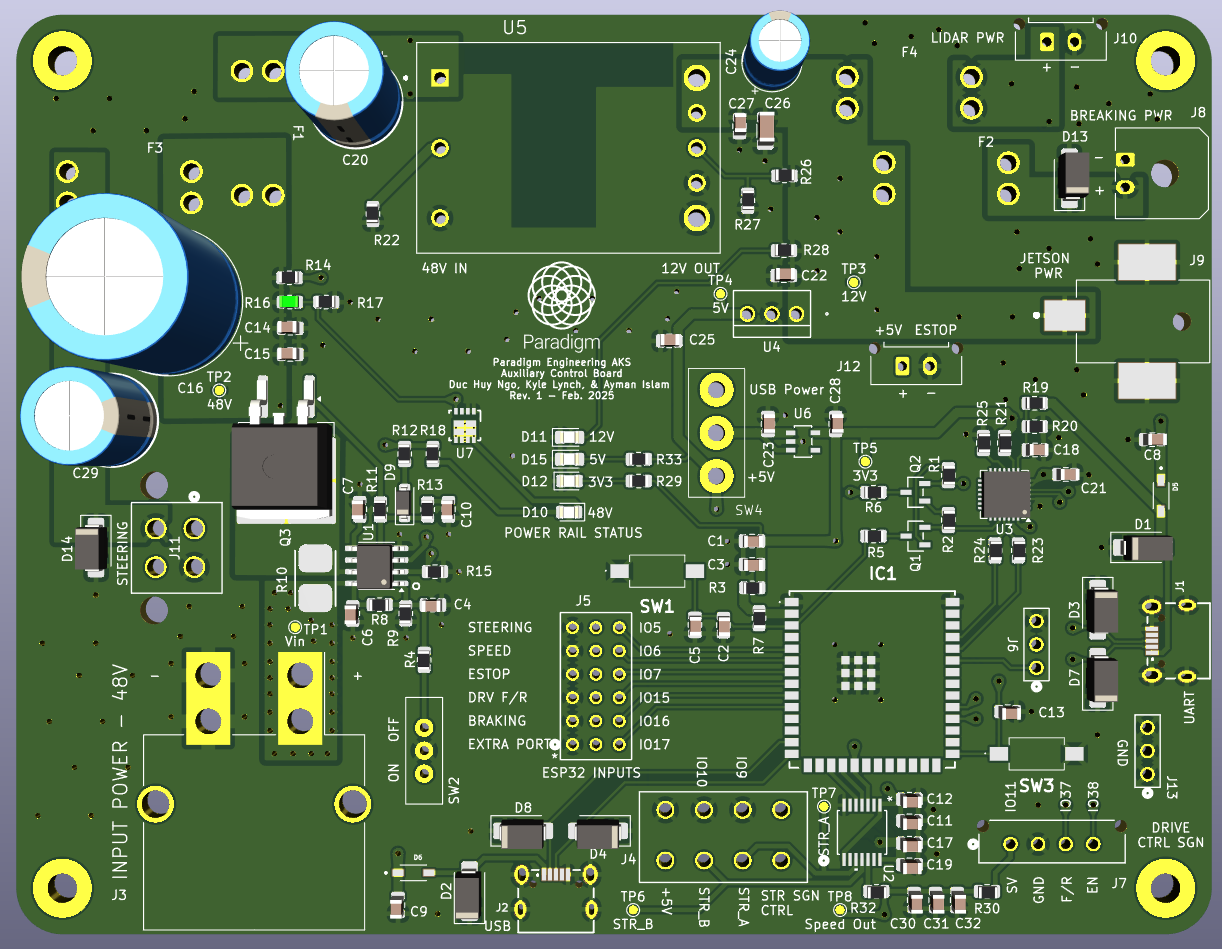 U5
C24
LIDAR PWR
J10
F4
+ -
C27 C26
BREAKING PWR
J8
D13
-
+
F1
F3
C20
F2
R26
R27
R22
R28
48V IN
12V OUT
C22
TP4
5V
TP3
12V
JETSON
PWR
J9
R14
R16
R17
C14
C15
+
Paradigm
Paradigm Engineering AKS
Auxiliary Control Board
Duc Huy Ngo, Kyle Lynch, & Ayman Islam
Rev. 1 - Feb. 2025
C25
U4
+5V ESTOP
J12
+ -
C16
TP2
48V
C29
USB Power
C28
U6
C23
R19
R20
C18
R25
R21
C8
U7
R12 R18
D11 12V
D15 5V
R33
D12 3V3
R29
D10 48V
POWER RAIL STATUS
+5V
SW4
TP5
3V3
R6
Q2
R1
C21
D5
C7
R11
D9
R13
C10
D14
STEERING
J11
Q3
U1
R15
R10
C1
C3
R3
R5
Q1
R2
U3
R24
R23
D1
IC1
SW1
C6
R8
R9
C4
TP1
Vin
R4
J5
STEERING IO5
SPEED IO6
ESTOP IO7
DRV F/R IO15
BRAKING IO16
EXTRA PORT IO17
*
ESP32 INPUTS
C5
C2
R7
J6
D3
D7
J1
UART
C13
SW3
GND
J13
INPUT POWER - 48V
-
+
J3
OFF
ON
SW2
IO10
IO9
TP7
STR_A
*
C12
C11
C17
C19
U2
IO11
IO37
IO38
DRIVE
CTRL SGN
J7
5V
GND
F/R
EN
D8
D4
J4
D6
C9
D2
J2
USB
TP6
STR_B
+5V
STR_B
STR_A
STR SGN
CTRL
TP8
Speed Out
R32
C30
C31
C32
R30